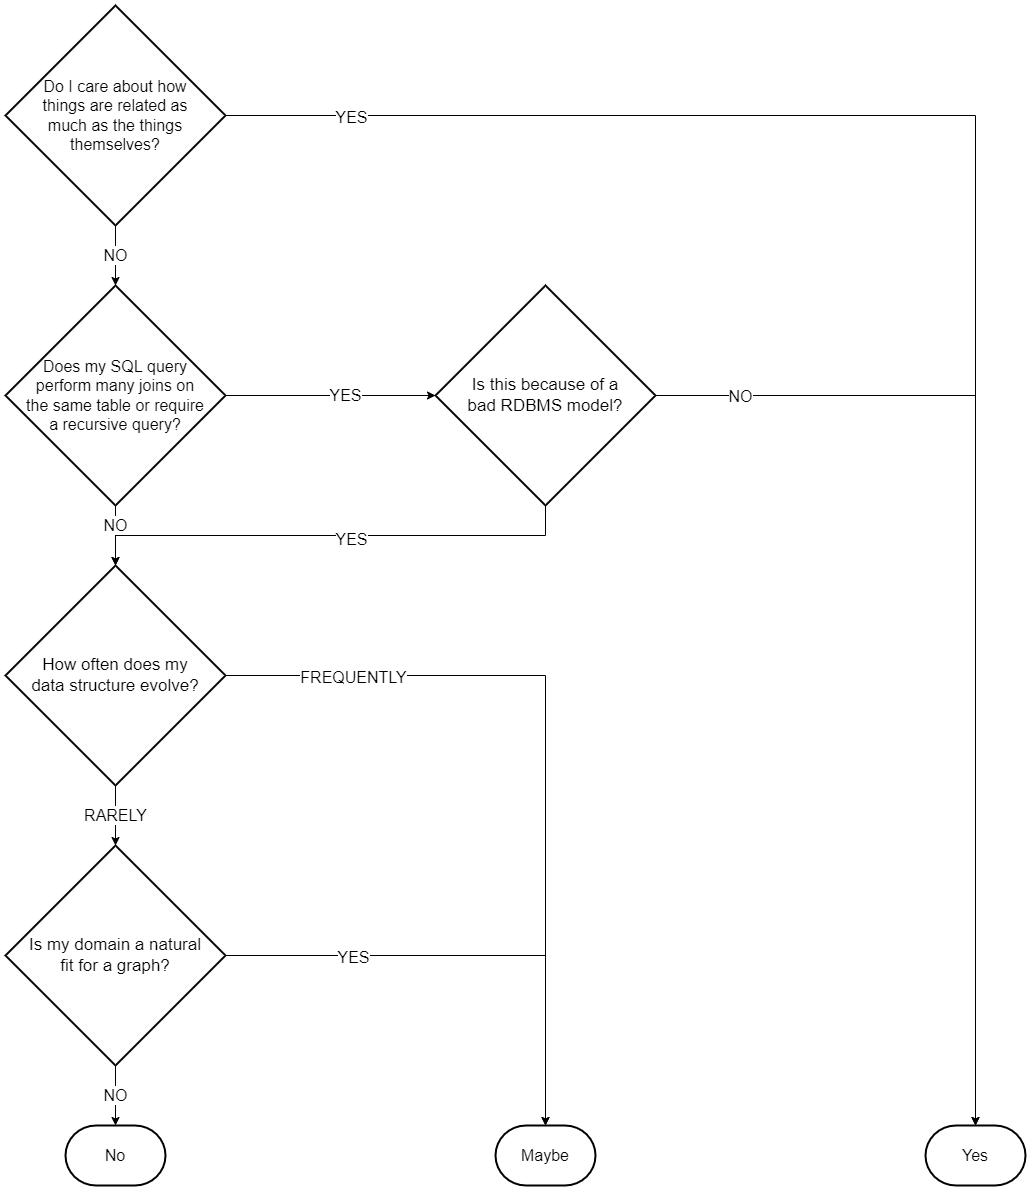 Do I care about how
things are related as
much as the things
themselves?
YES
NO
Does my SQL query
perform many joins on
the same table or require
a recursive query?
YES
Is this because of a
bad RDBMS model?
NO
NO
YES
How often does my
data structure evolve?
FREQUENTLY
RARELY
Is my domain a natural
fit for a graph?
YES
NO
No
Maybe
Yes